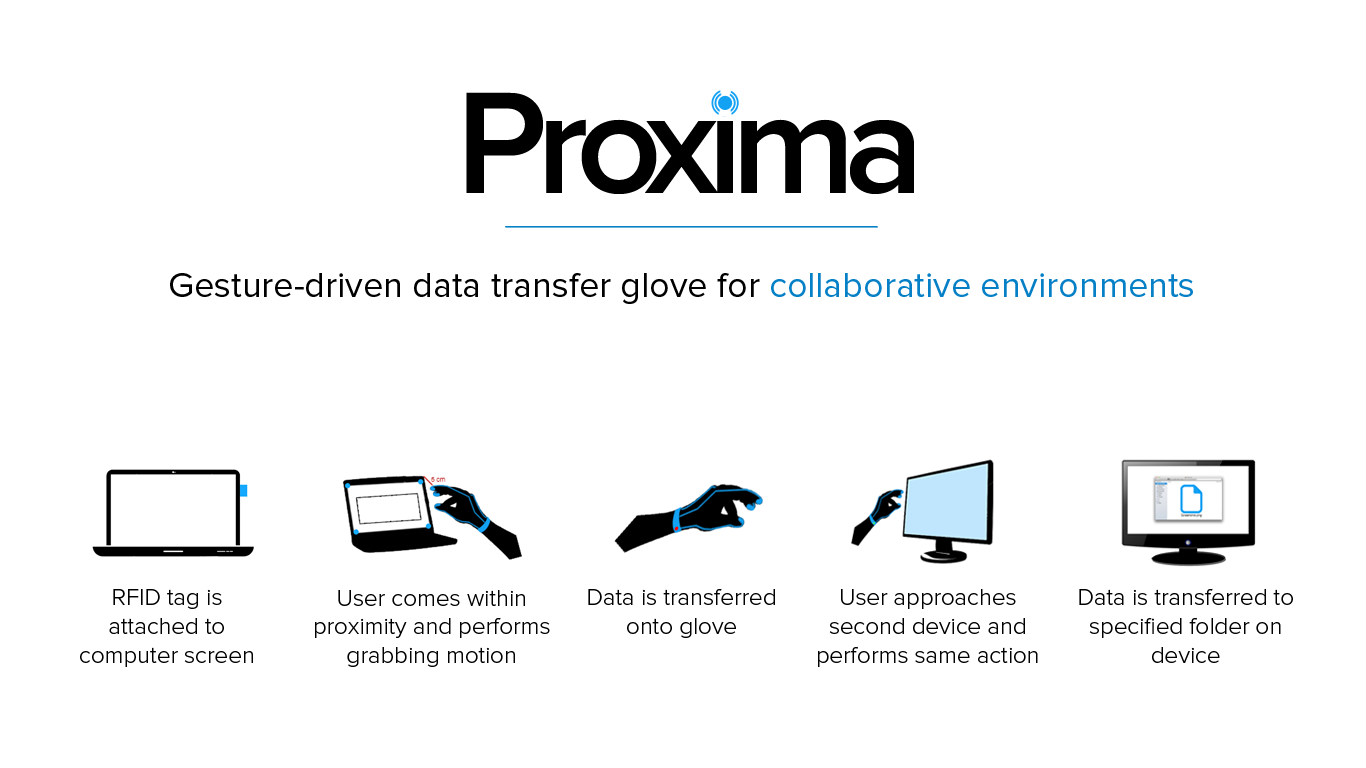 Proxima
Gesture-driven data transfer glove for collaborative environments
5 cm
RFID tag is
attached to
computer screen
User comes within
proximity and performs
grabbing motion
Data is transferred
onto glove
User approaches
second device and
performs same action
Data is transferred to
specified folder on
device